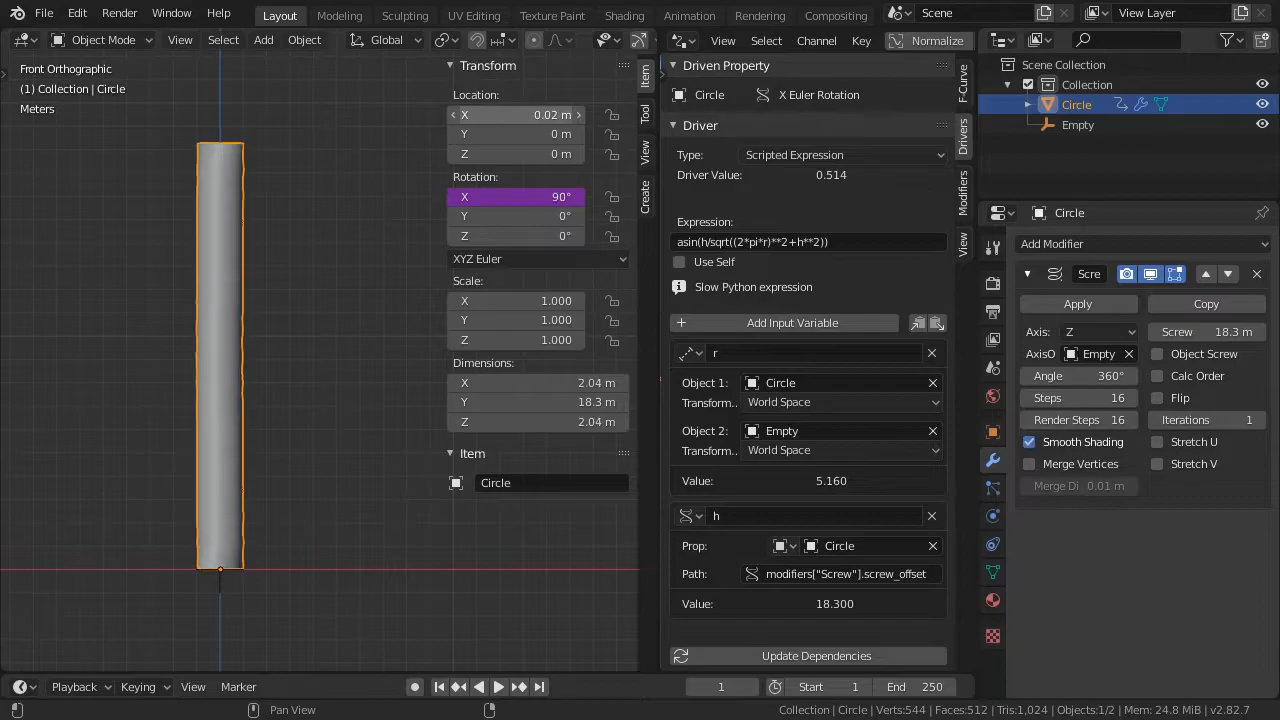 File Edit Render Window Help Layout Modeling Sculpting UV Editing Texture Paint Shading Animation Rendering Compositing Scene View Layer
Object Mode View Select Add Object Global View Select Channel Key Normalize
Front Orthographic
(1) Collection | Circle
Meters
Transform
Location:
X 0.02 m
Y 0 m
Z 0 m
Rotation:
X 90°
Y 0°
Z 0°
XYZ Euler
Scale:
X 1.000
Y 1.000
Z 1.000
Dimensions:
X 2.04 m
Y 18.3 m
Z 2.04 m
Item
Circle
Item
Tool
View
Create
Driven Property
Circle X Euler Rotation
Driver
Type: Scripted Expression
Driver Value: 0.514
Expression:
asin(h/sqrt((2*pi*r)**2+h**2))
Use Self
Slow Python expression
Add Input Variable
r
Object 1: Circle
Transform.. World Space
Object 2: Empty
Transform.. World Space
Value: 5.160
h
Prop: Circle
Path: modifiers["Screw"].screw_offset
Value: 18.300
Update Dependencies
F-Curve
Drivers
Modifiers
View
Scene Collection
Collection
Circle
Empty
Circle
Add Modifier
Scre
Apply Copy
Axis: Z Screw 18.3 m
AxisO Empty Object Screw
Angle 360° Calc Order
Steps 16 Flip
Render Steps 16 Iterations 1
Smooth Shading Stretch U
Merge Vertices Stretch V
Merge Di 0.01 m
Playback Keying View Marker 1 Start 1 End 250
Pan View Collection | Circle | Verts:544 | Faces:512 | Tris:1,024 | Objects:1/2 | Mem: 24.8 MiB | v2.82.7